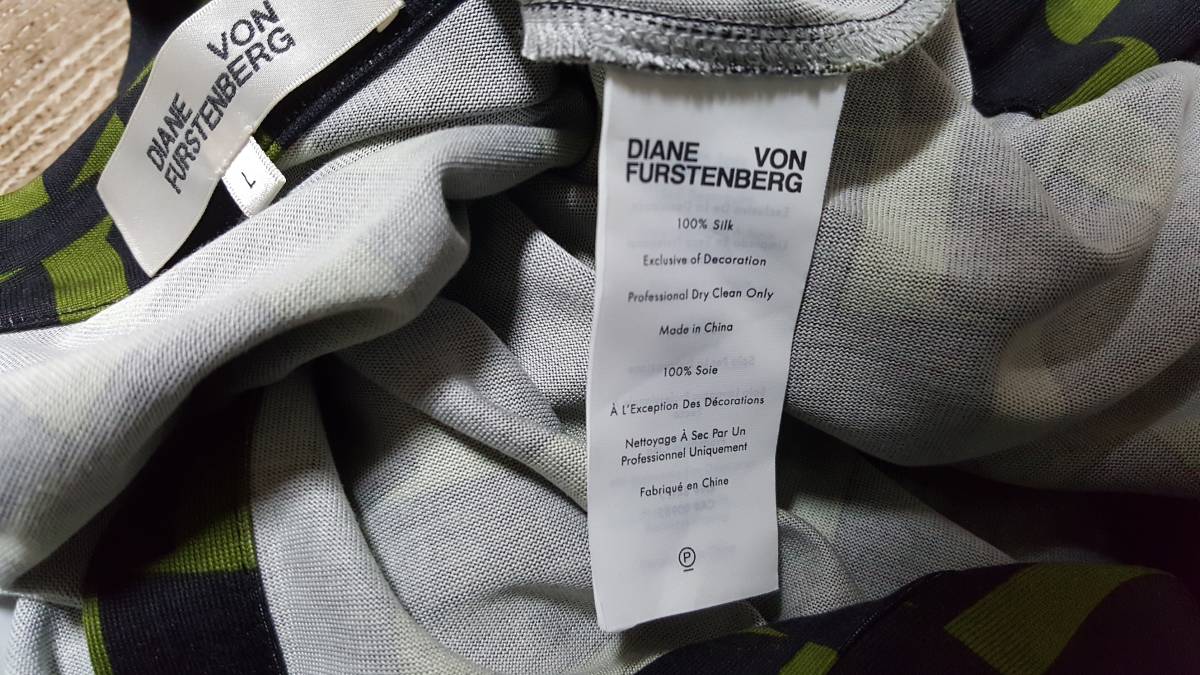 DIANE VON
FURSTENBERG
L
DIANE VON
FURSTENBERG
100% Silk
Exclusive of Decoration
Professional Dry Clean Only
Made in China
100% Soie
À L'Exception Des Décorations
Nettoyage À Sec Par Un
Professionnel Uniquement
Fabriqué en Chine
P